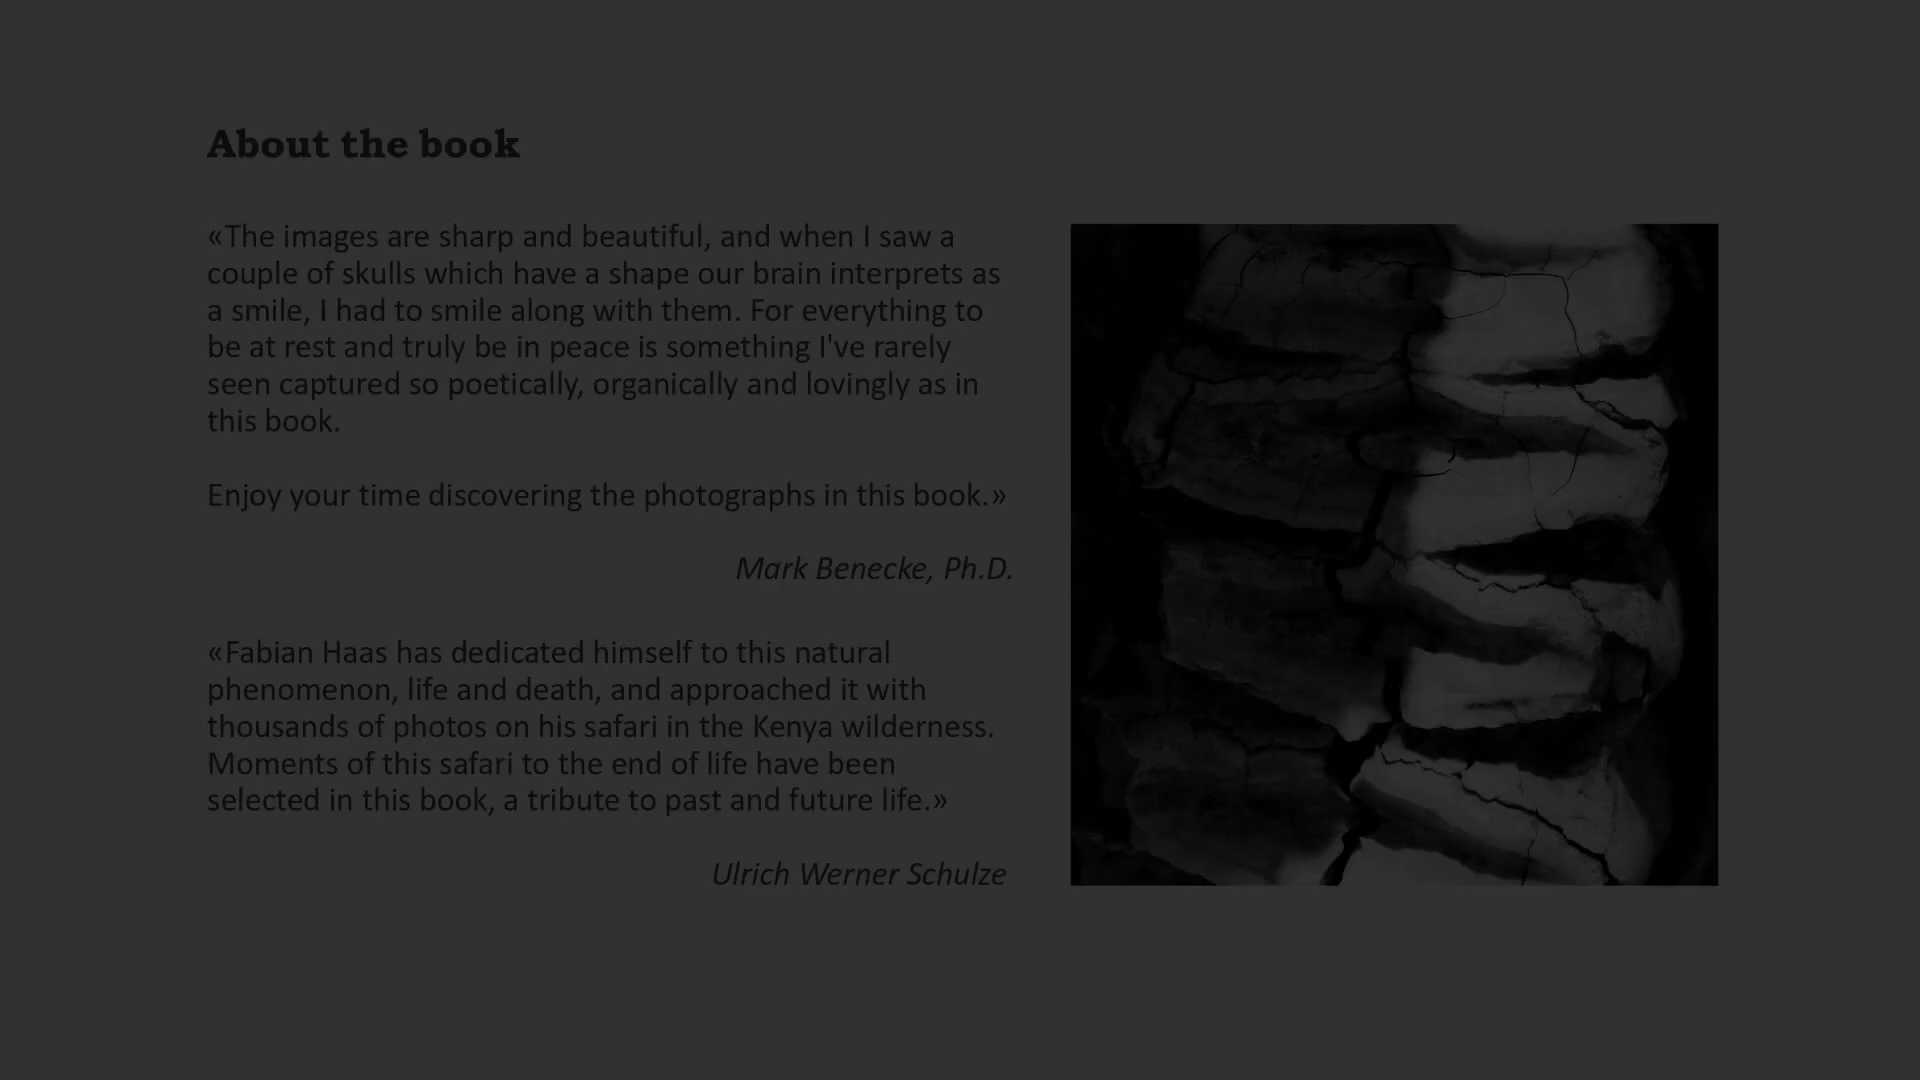 About the book
«The images are sharp and beautiful, and when I saw a
couple of skulls which have a shape our brain interprets as
a smile, I had to smile along with them. For everything to
be at rest and truly be in peace is something I've rarely
seen captured so poetically, organically and lovingly as in
this book.
Enjoy your time discovering the photographs in this book.»
Mark Benecke, Ph.D.
«Fabian Haas has dedicated himself to this natural
phenomenon, life and death, and approached it with
thousands of photos on his safari in the Kenya wilderness.
Moments of this safari to the end of life have been
selected in this book, a tribute to past and future life.»
Ulrich Werner Schulze